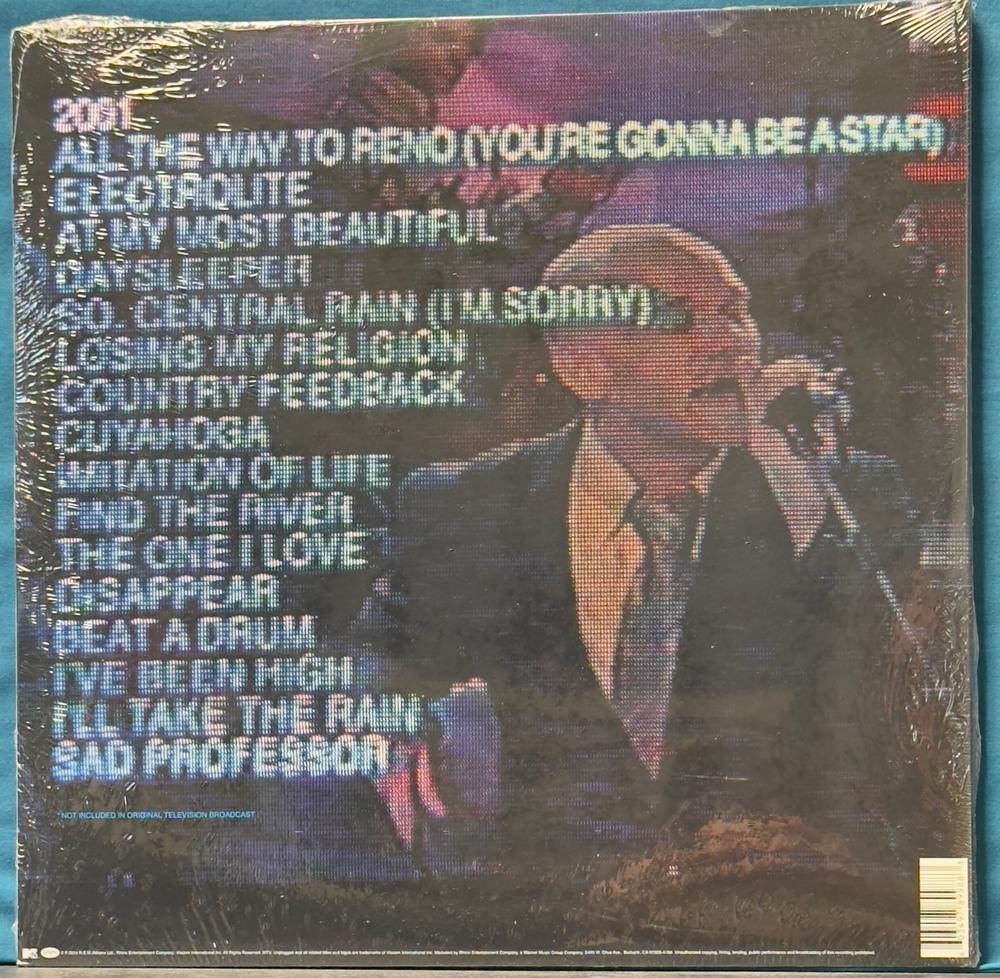 2001
ALL THE WAY TO RENO (YOU'RE GONNA BE A STAR)
ELECTROLITE
AT MY MOST BEAUTIFUL
DAYSLEEPER
SO. CENTRAL RAIN (I'M SORRY)
LOSING MY RELIGION
COUNTRY FEEDBACK
CUYAHOGA
IMITATION OF LIFE
FIND THE RIVER
THE ONE I LOVE
DISAPPEAR
BEAT A DRUM
I'VE BEEN HIGH
I'LL TAKE THE RAIN
SAD PROFESSOR
* NOT INCLUDED IN ORIGINAL TELEVISION BROADCAST